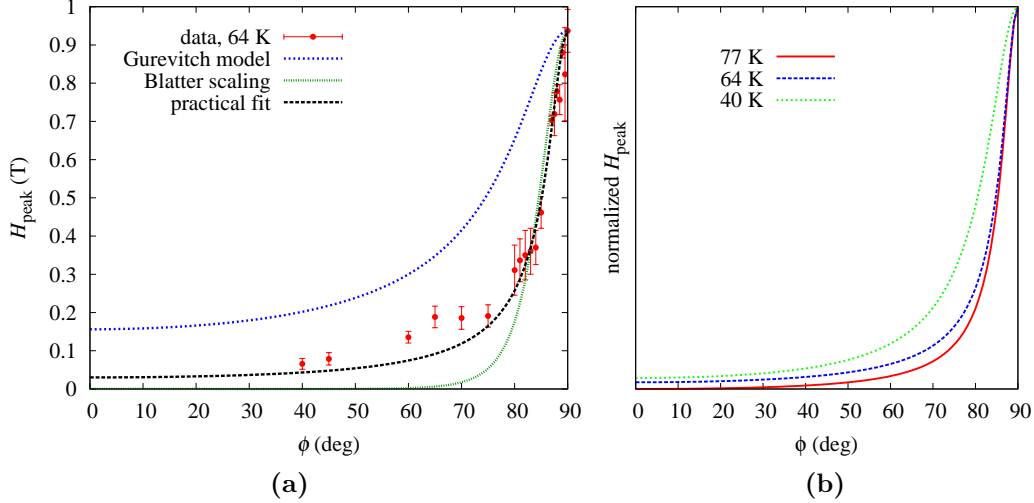 1
0.9
0.8
0.7
0.6
0.5
0.4
0.3
0.2
0.1
0
H_peak (T)
data, 64 K
Gurevitch model
Blatter scaling
practical fit
0 10 20 30 40 50 60 70 80 90
ϕ (deg)
(a)
normalized H_peak
77 K
64 K
40 K
0 10 20 30 40 50 60 70 80 90
ϕ (deg)
(b)